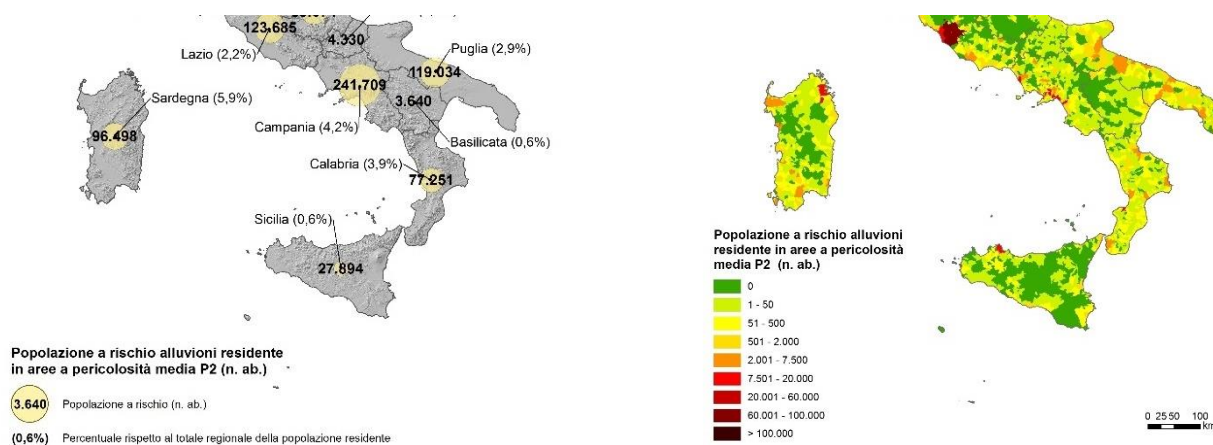 123.685
4.330
Lazio (2,2%)
Puglia (2,9%)
119.034
241.709
Sardegna (5,9%)
3.640
96.498
Campania (4,2%)
Basilicata (0,6%)
Calabria (3,9%)
77.251
Sicilia (0,6%)
27.894
Popolazione a rischio alluvioni residente
in aree a pericolosità media P2 (n. ab.)
3.640
Popolazione a rischio (n. ab.)
(0,6%)
Percentuale rispetto al totale regionale della popolazione residente
Popolazione a rischio alluvioni
residente in aree a pericolosità
media P2 (n. ab.)
0
1 - 50
51 - 500
501 - 2.000
2.001 - 7.500
7.501 - 20.000
20.001 - 60.000
60.001 - 100.000
> 100.000
0 25 50 100
km